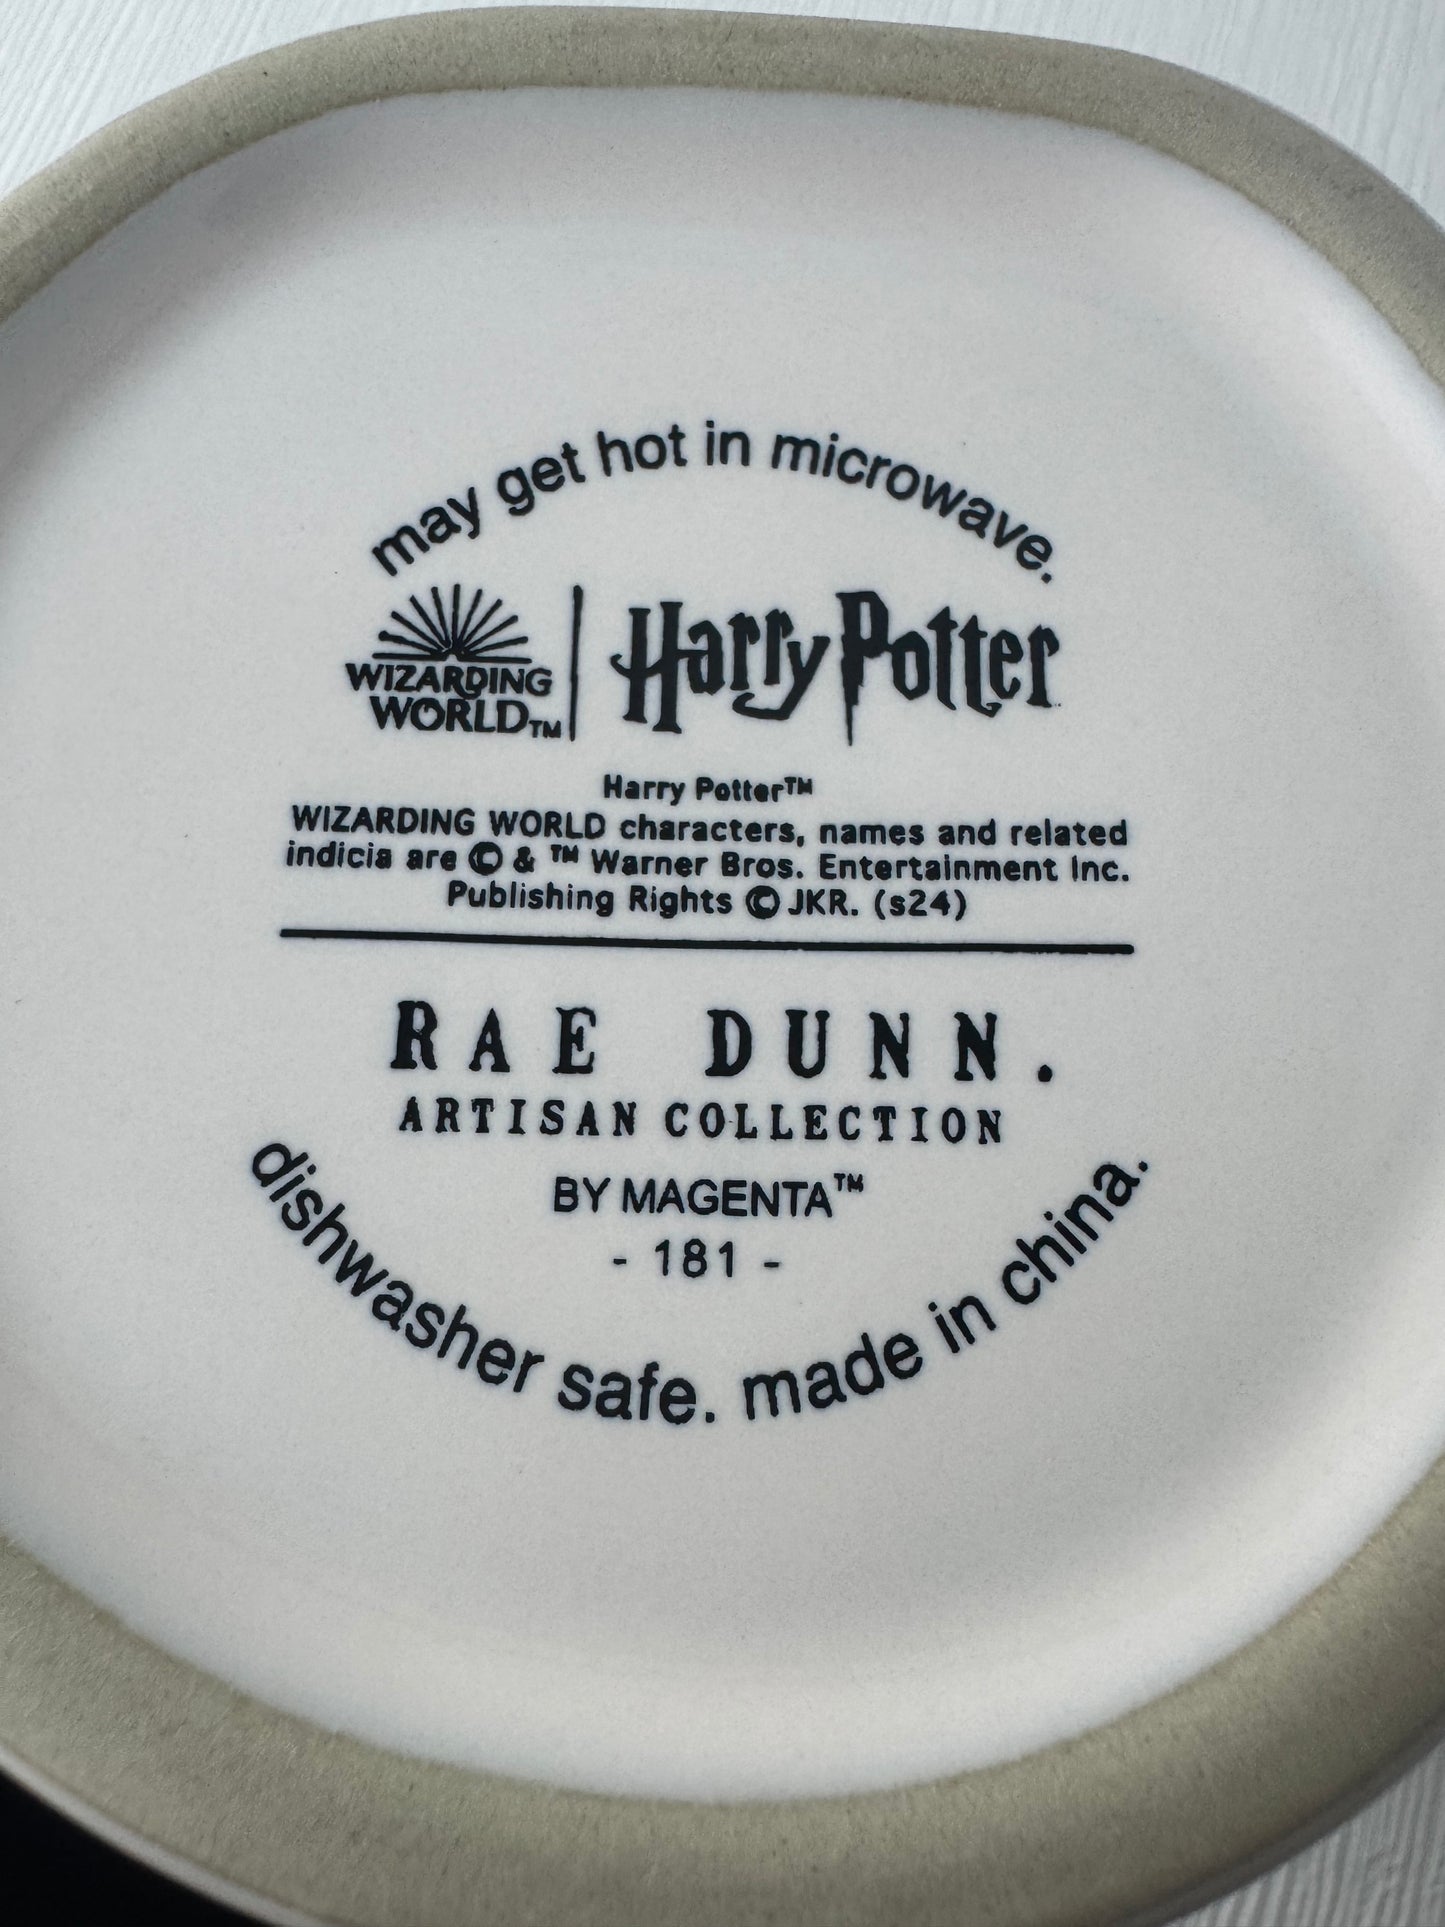 may get hot in microwave.
WIZARDING
WORLD™
Harry Potter
Harry Potter™
WIZARDING WORLD characters, names and related
indicia are © & ™ Warner Bros. Entertainment Inc.
Publishing Rights © JKR. (s24)
RAE DUNN.
ARTISAN COLLECTION
BY MAGENTA™
- 181 -
dishwasher safe. made in china.